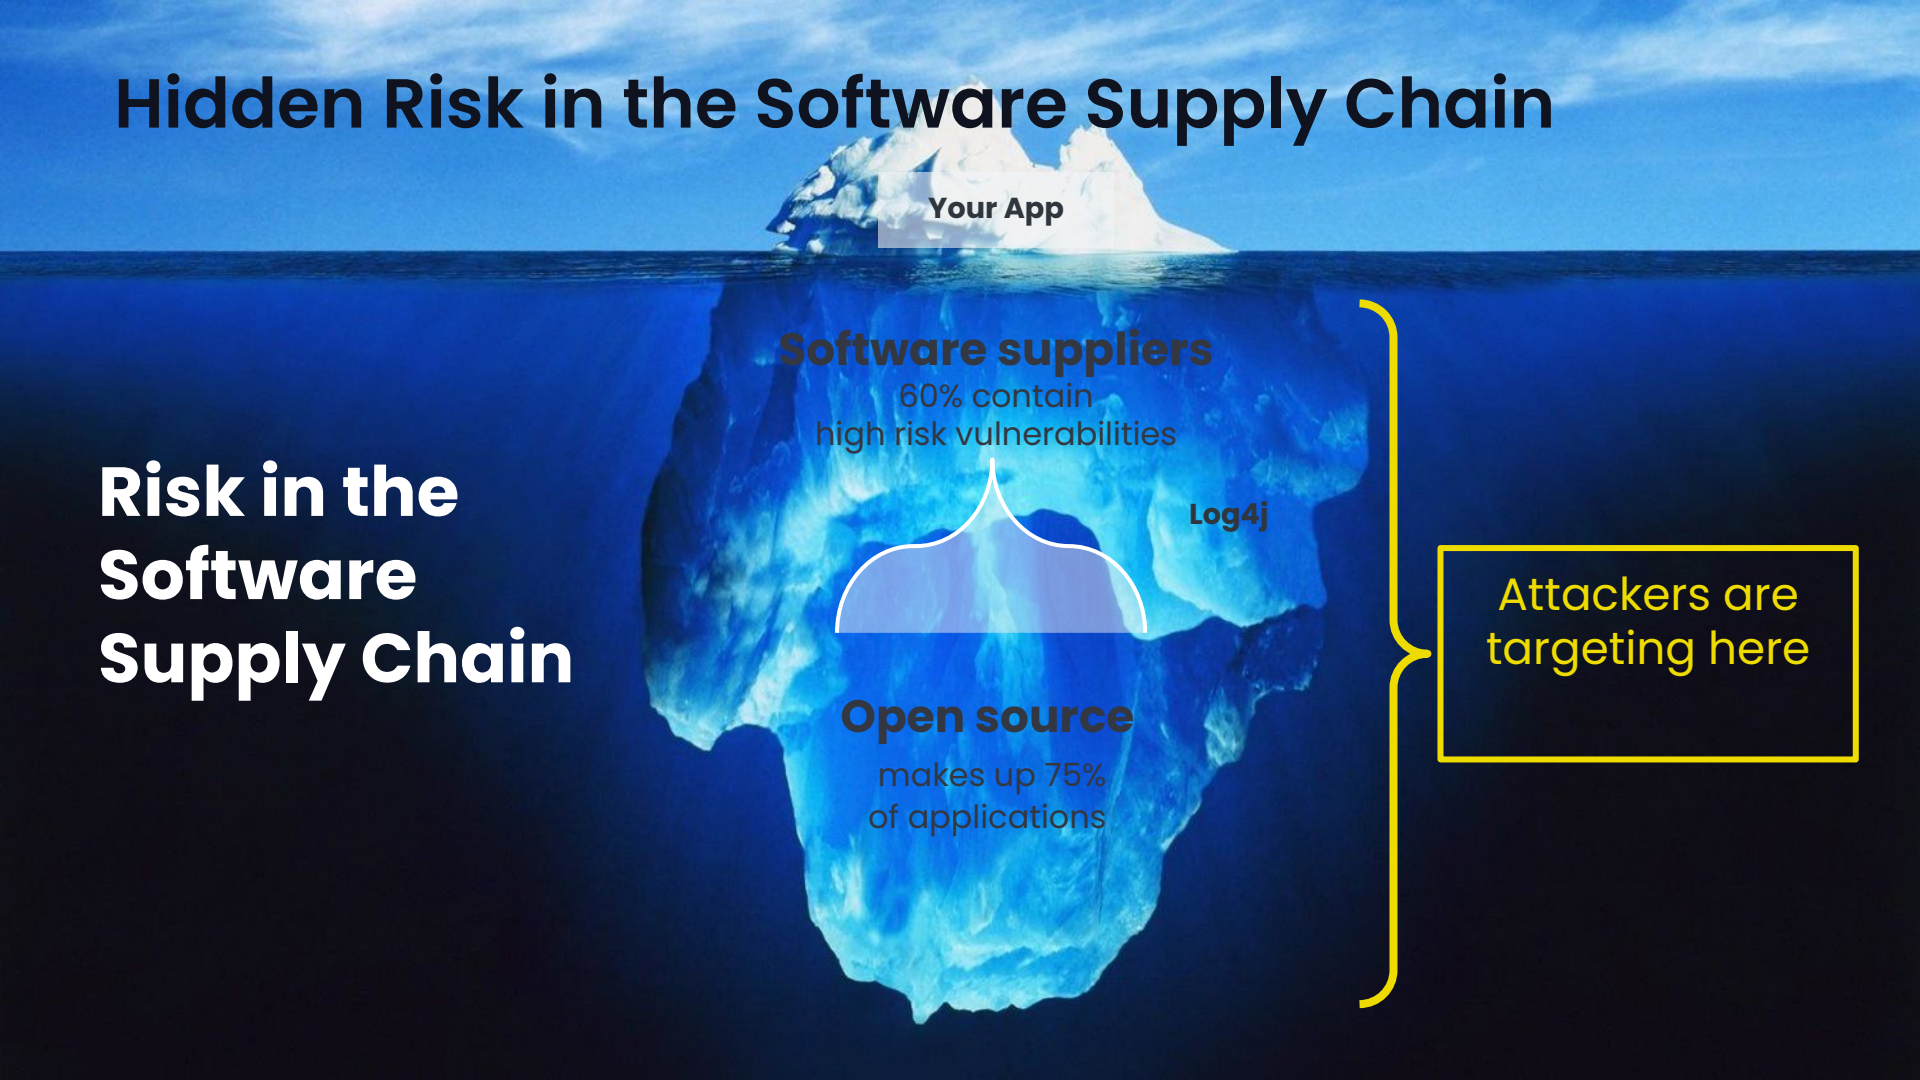 Hidden Risk in the Software Supply Chain
Your App
Software suppliers
60% contain
high risk vulnerabilities
Log4j
Risk in the
Software
Supply Chain
Attackers are
targeting here
Open source
makes up 75%
of applications